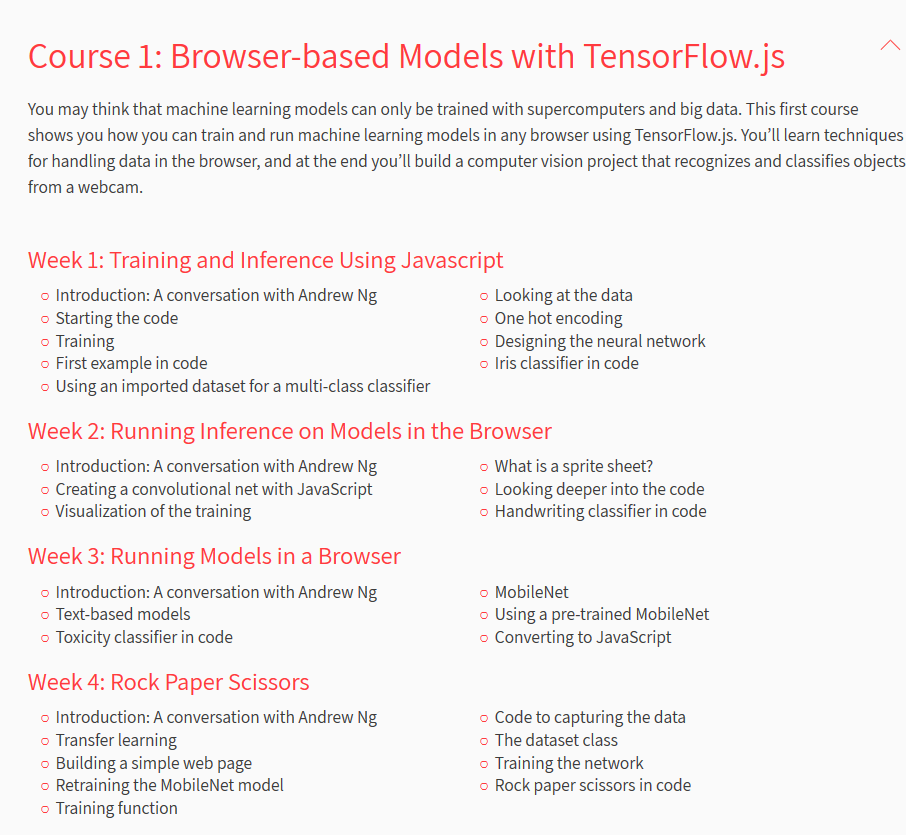 Course 1: Browser-based Models with TensorFlow.js
You may think that machine learning models can only be trained with supercomputers and big data. This first course
shows you how you can train and run machine learning models in any browser using TensorFlow.js. You’ll learn techniques
for handling data in the browser, and at the end you’ll build a computer vision project that recognizes and classifies objects
from a webcam.
Week 1: Training and Inference Using Javascript
Introduction: A conversation with Andrew Ng
Starting the code
Training
First example in code
Using an imported dataset for a multi-class classifier
Looking at the data
One hot encoding
Designing the neural network
Iris classifier in code
Week 2: Running Inference on Models in the Browser
Introduction: A conversation with Andrew Ng
Creating a convolutional net with JavaScript
Visualization of the training
What is a sprite sheet?
Looking deeper into the code
Handwriting classifier in code
Week 3: Running Models in a Browser
Introduction: A conversation with Andrew Ng
Text-based models
Toxicity classifier in code
MobileNet
Using a pre-trained MobileNet
Converting to JavaScript
Week 4: Rock Paper Scissors
Introduction: A conversation with Andrew Ng
Transfer learning
Building a simple web page
Retraining the MobileNet model
Training function
Code to capturing the data
The dataset class
Training the network
Rock paper scissors in code